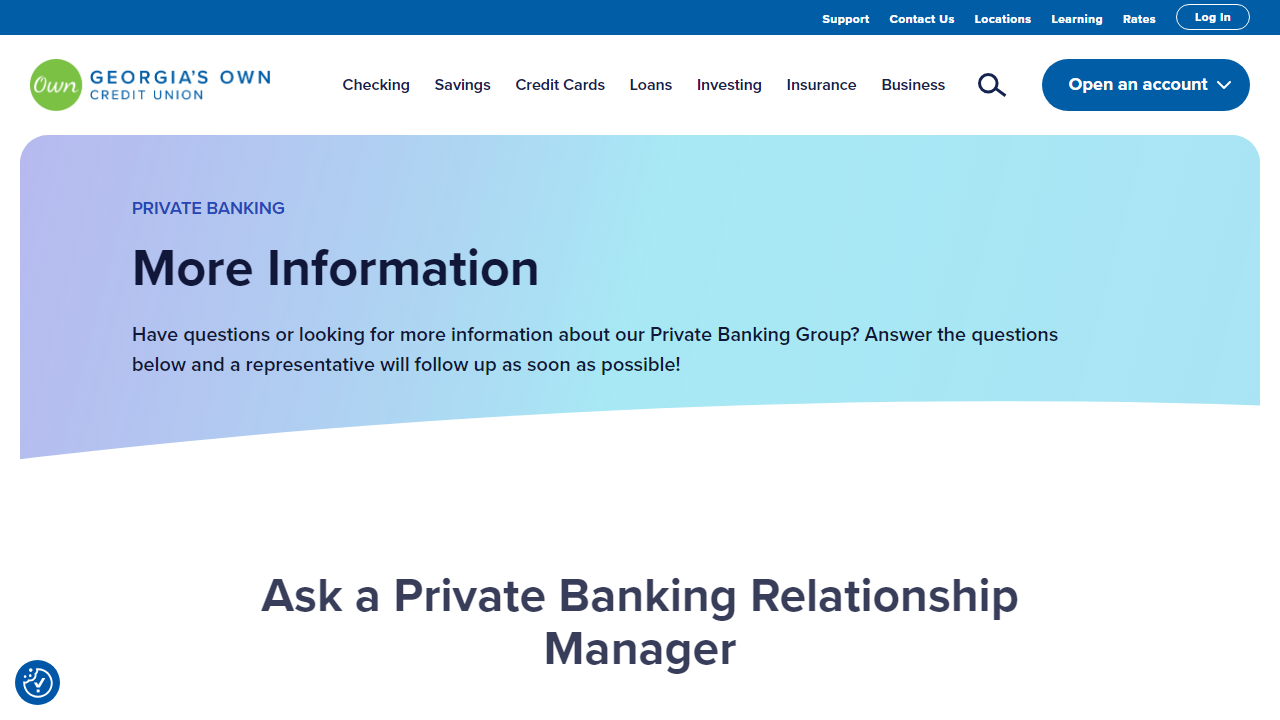 Support Contact Us Locations Learning Rates Log In
Own GEORGIA'S OWN
CREDIT UNION
Checking Savings Credit Cards Loans Investing Insurance Business Open an account
PRIVATE BANKING
More Information
Have questions or looking for more information about our Private Banking Group? Answer the questions
below and a representative will follow up as soon as possible!
Ask a Private Banking Relationship
Manager